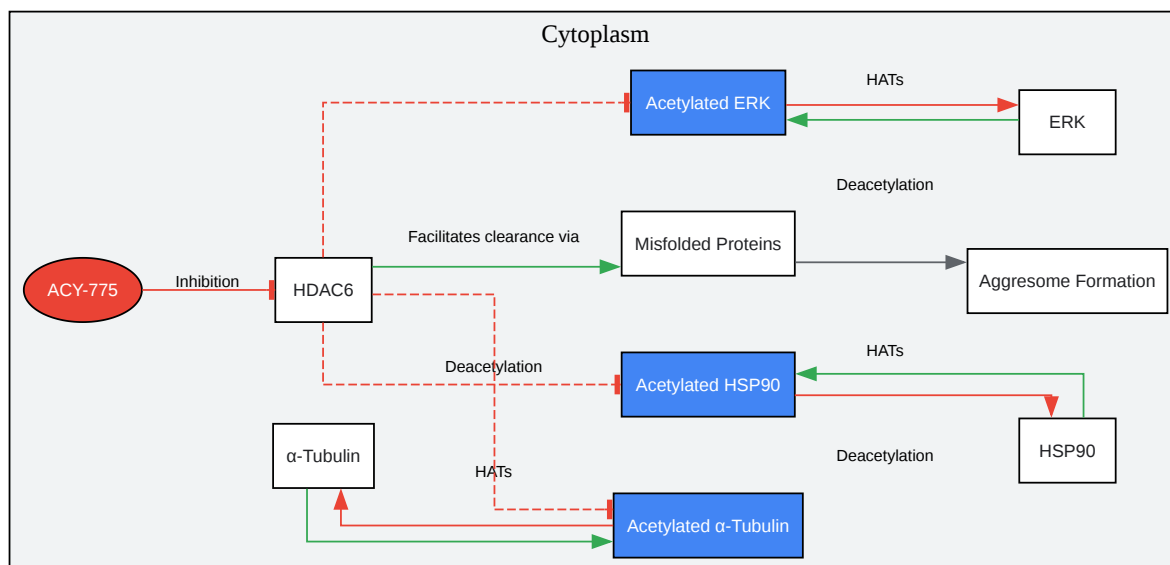 Cytoplasm
HATs
Acetylated ERK
ERK
Deacetylation
Facilitates clearance via
Misfolded Proteins
Inhibition
ACY-775
HDAC6
Aggresome Formation
HATs
Deacetylation
Acetylated HSP90
α-Tubulin
Deacetylation
HSP90
HATs
Acetylated α-Tubulin